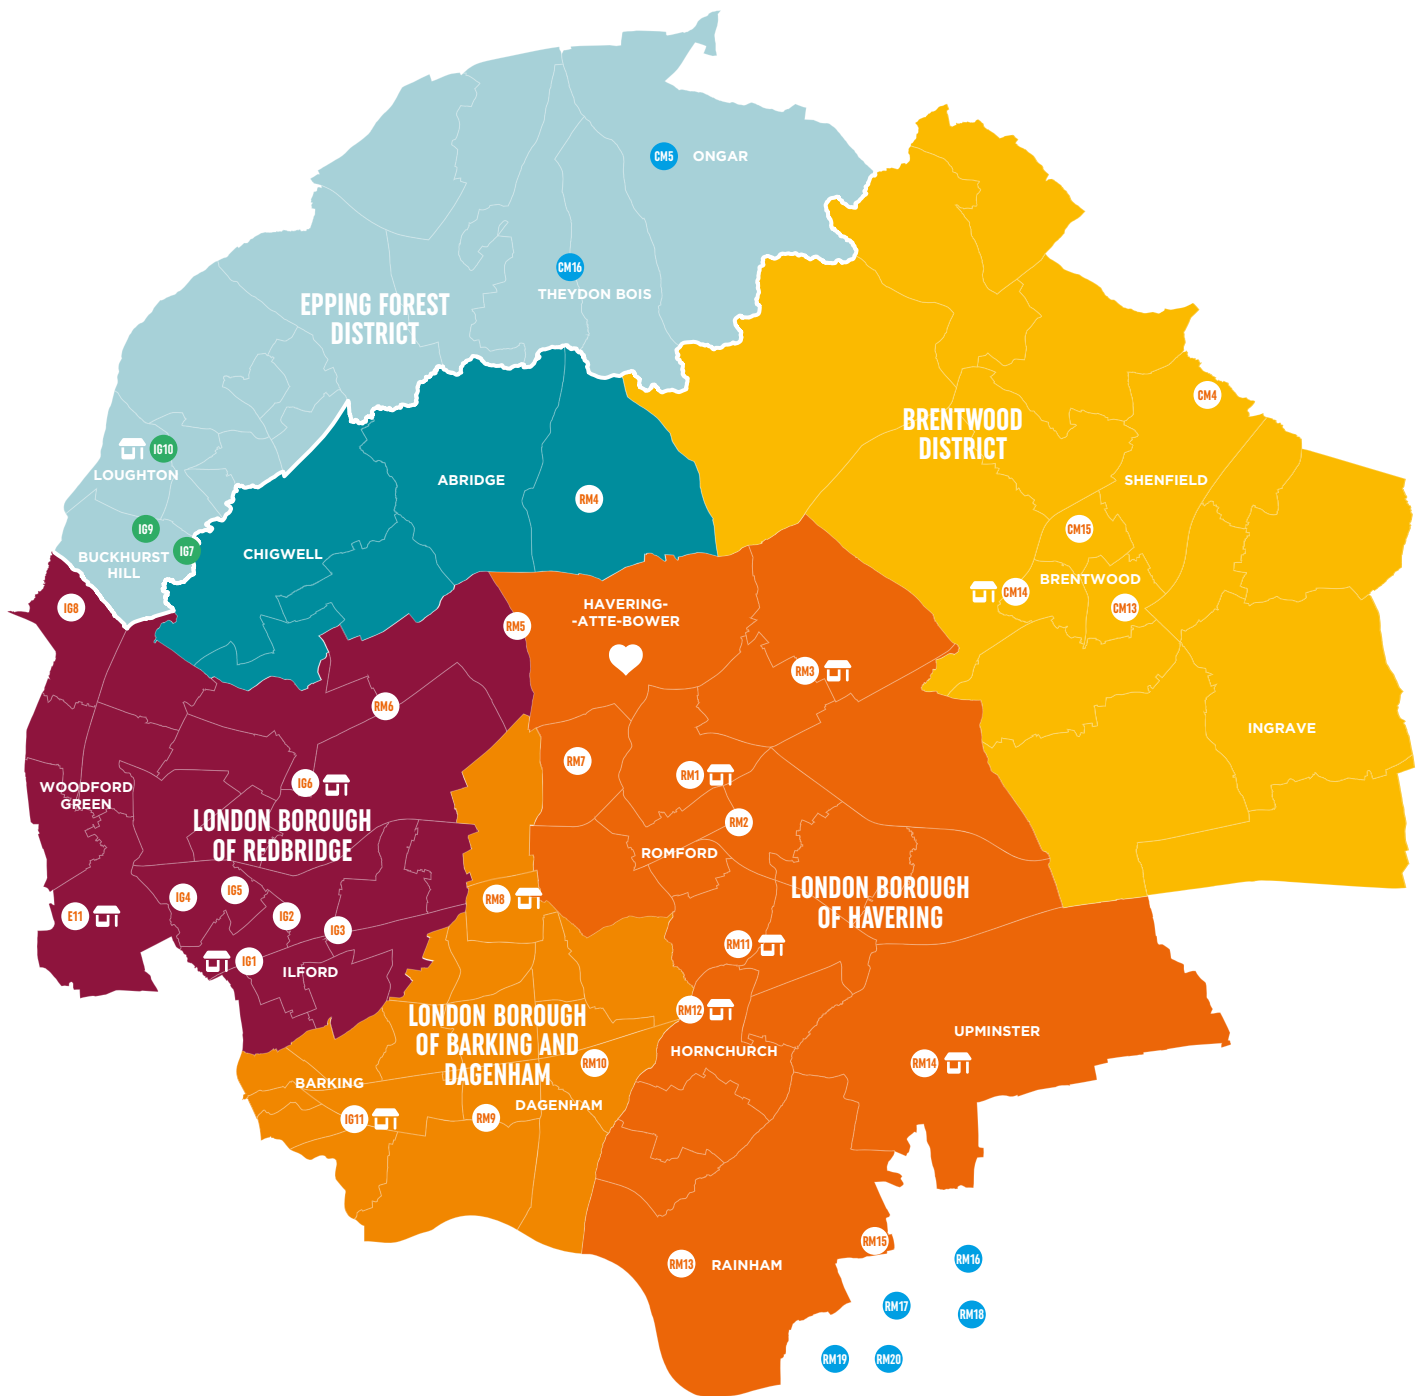 CM5
ONGAR
CM16
THEYDON BOIS
EPPING FOREST
DISTRICT
CM4
BRENTWOOD
DISTRICT
IG10
LOUGHTON
ABRIDGE
RM4
SHENFIELD
IG9
IG7
BUCKHURST
HILL
CHIGWELL
CM15
BRENTWOOD
CM14
CM13
IG8
HAVERING-
-ATTE-BOWER
RM5
RM3
RM6
INGRAVE
RM7
RM1
IG6
WOODFORD
GREEN
LONDON BOROUGH
OF REDBRIDGE
RM2
ROMFORD
LONDON BOROUGH
OF HAVERING
IG4
IG5
RM8
E11
IG2
IG3
RM11
IG1
ILFORD
RM12
LONDON BOROUGH
OF BARKING AND
DAGENHAM
UPMINSTER
HORNCHURCH
RM10
RM14
BARKING
DAGENHAM
IG11
RM9
RM15
RM13
RAINHAM
RM16
RM17
RM18
RM19
RM20